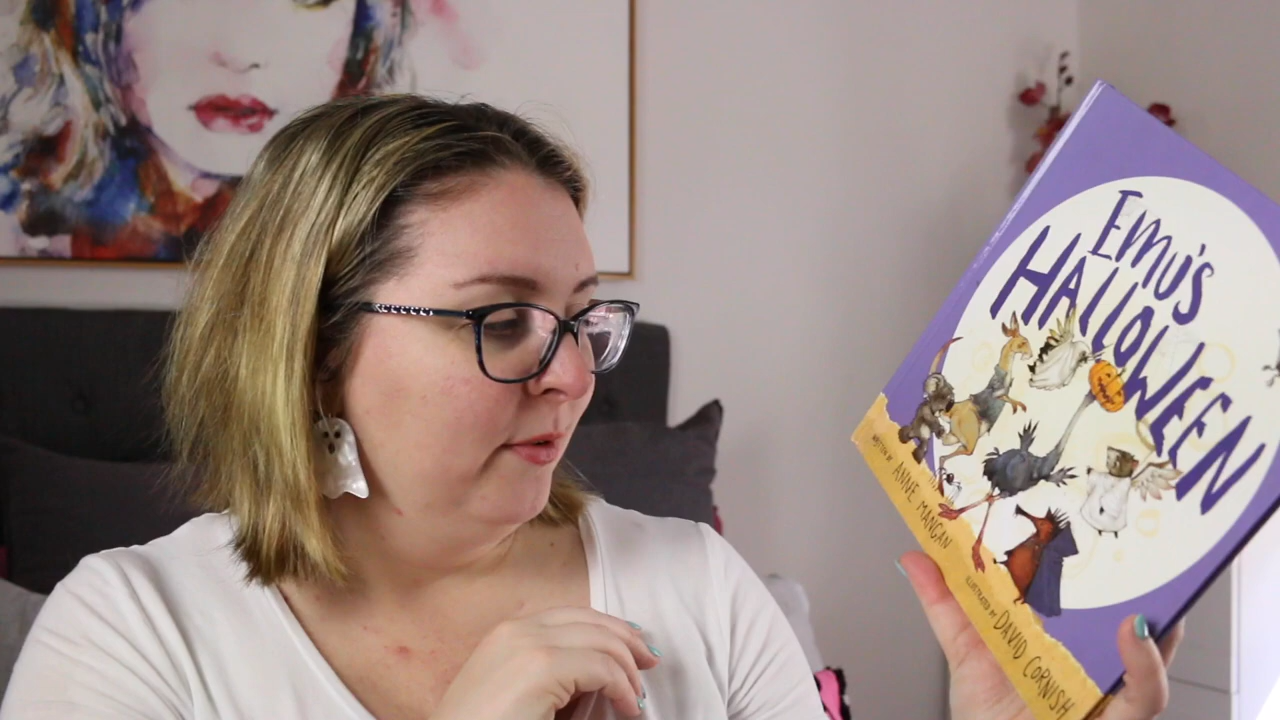 Emu's
HALLOWEEN
WRITTEN BY ANNE MANGAN
ILLUSTRATED BY DAVID CORNISH